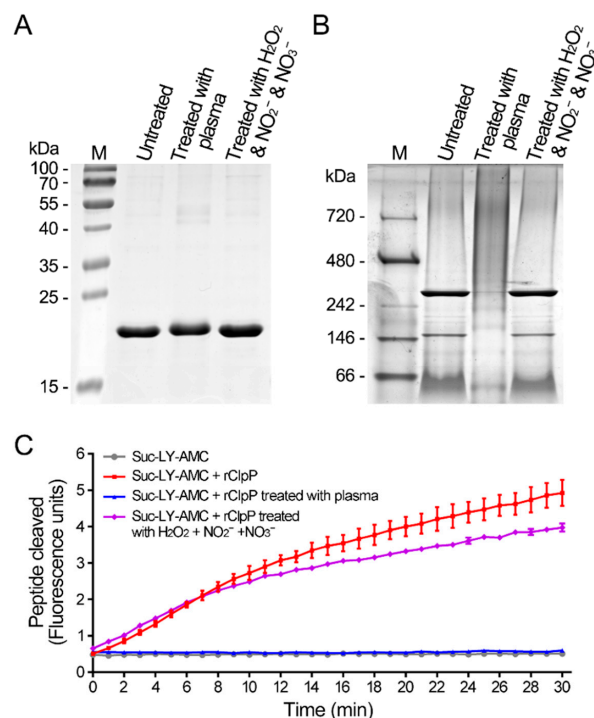 A
kDa
M
Untreated
Treated with
plasma
Treated with H₂O₂
& NO₂⁻ & NO₃⁻
100 -
70 -
55 -
40 -
35 -
25 -
15 -
B
kDa
M
Untreated
Treated with
plasma
Treated with H₂O₂
& NO₂⁻ & NO₃⁻
720 -
480 -
242 -
146 -
66 -
C
Suc-LY-AMC
Suc-LY-AMC + rClpP
Suc-LY-AMC + rClpP treated with plasma
Suc-LY-AMC + rClpP treated
with H₂O₂ + NO₂⁻ +NO₃⁻
Peptide cleaved
(Fluorescence units)
6
5
4
3
2
1
0
0 2 4 6 8 10 12 14 16 18 20 22 24 26 28 30
Time (min)